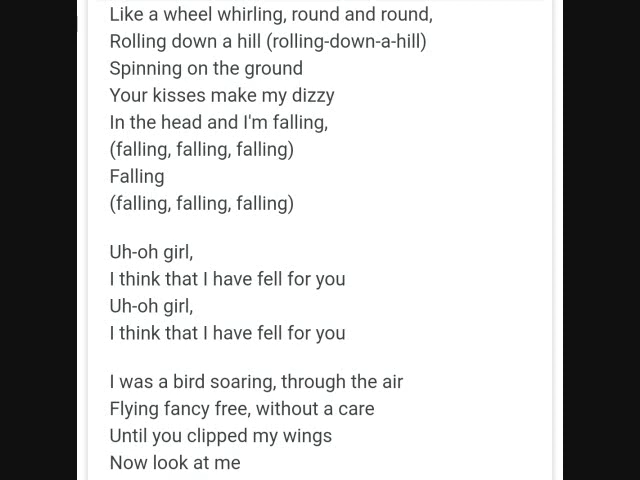 Like a wheel whirling, round and round,
Rolling down a hill (rolling-down-a-hill)
Spinning on the ground
Your kisses make my dizzy
In the head and I'm falling,
(falling, falling, falling)
Falling
(falling, falling, falling)
Uh-oh girl,
I think that I have fell for you
Uh-oh girl,
I think that I have fell for you
I was a bird soaring, through the air
Flying fancy free, without a care
Until you clipped my wings
Now look at me